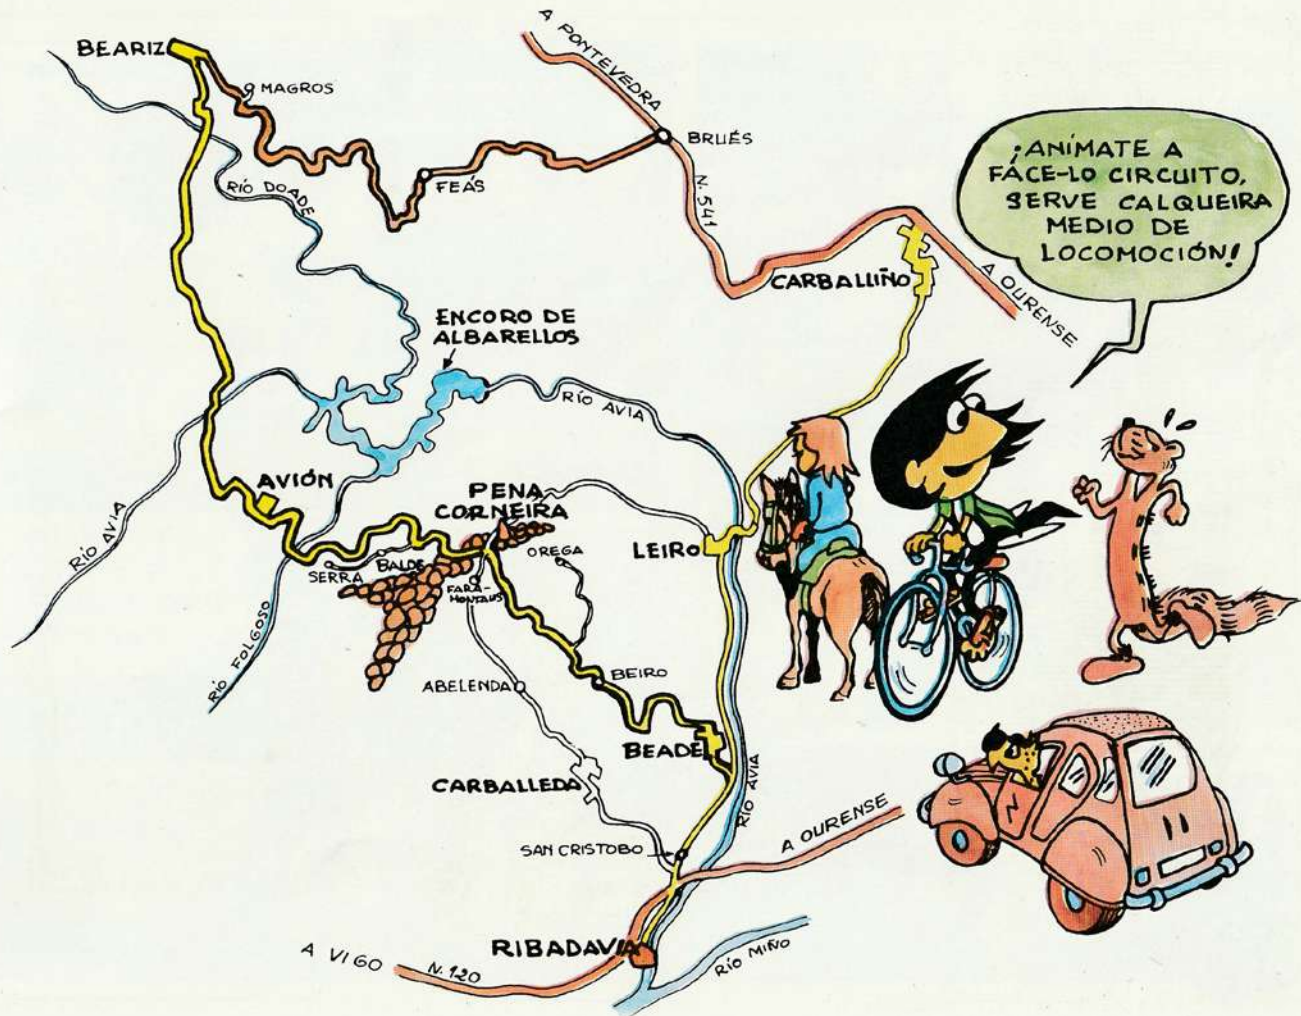 A PONTEVEDRA
BEARIZ
MAGROS
BRUÉS
¡ANÍMATE A
FACE-LO CIRCUITO,
SERVE CALQUEIRA
MEDIO DE
LOCOMOCIÓN!
RÍO DOADE
FEÁS
N. 541
CARBALLIÑO
A OURENSE
ENCORO DE
ALBARELLOS
RÍO AVIA
AVIÓN
PENA
CORNEIRA
RÍO AVIA
LEIRO
OREGA
SERRA
BALDE
FARA-
MONTAUS
RÍO FOLGOSO
ABELENDA
BEIRO
BEADE
CARBALLEDA
RÍO AVIA
SAN CRISTOBO
A OURENSE
RIBADAVIA
A VIGO
N.120
RÍO MIÑO